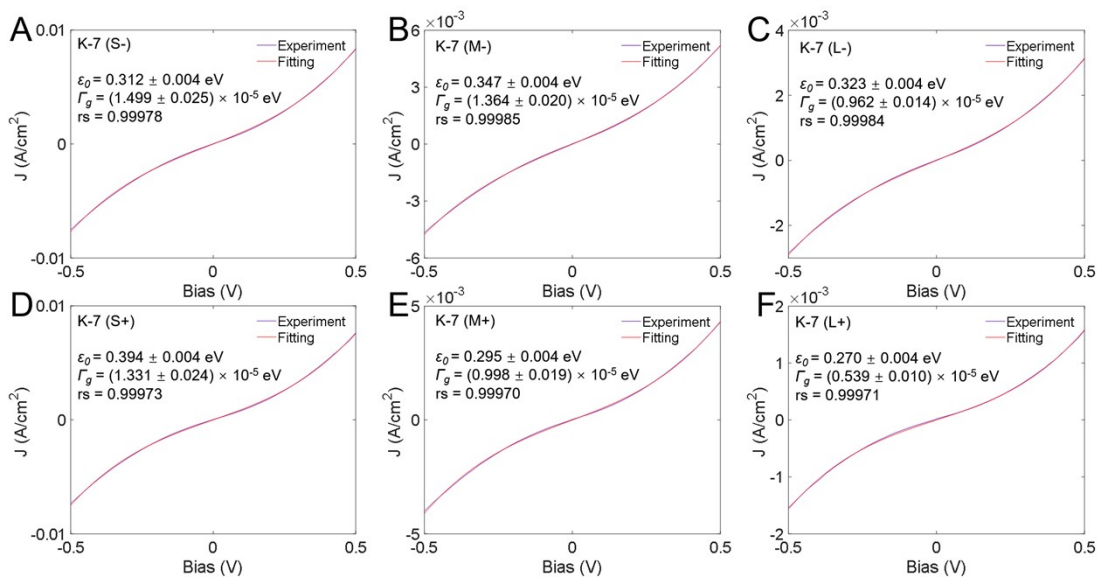 A
0.01
K-7 (S-)
Experiment
Fitting
ε0 = 0.312 ± 0.004 eV
Γg = (1.499 ± 0.025) × 10-5 eV
rs = 0.99978
J (A/cm2)
0
-0.01
-0.5
0
0.5
Bias (V)
B
×10-3
6
K-7 (M-)
Experiment
Fitting
ε0 = 0.347 ± 0.004 eV
Γg = (1.364 ± 0.020) × 10-5 eV
rs = 0.99985
J (A/cm2)
3
0
-3
-6
-0.5
0
0.5
Bias (V)
C
×10-3
4
K-7 (L-)
Experiment
Fitting
ε0 = 0.323 ± 0.004 eV
Γg = (0.962 ± 0.014) × 10-5 eV
rs = 0.99984
J (A/cm2)
2
0
-2
-0.5
0
0.5
Bias (V)
D
0.01
K-7 (S+)
Experiment
Fitting
ε0 = 0.394 ± 0.004 eV
Γg = (1.331 ± 0.024) × 10-5 eV
rs = 0.99973
J (A/cm2)
0
-0.01
-0.5
0
0.5
Bias (V)
E
×10-3
5
K-7 (M+)
Experiment
Fitting
ε0 = 0.295 ± 0.004 eV
Γg = (0.998 ± 0.019) × 10-5 eV
rs = 0.99970
J (A/cm2)
0
-5
-0.5
0
0.5
Bias (V)
F
×10-3
2
K-7 (L+)
Experiment
Fitting
ε0 = 0.270 ± 0.004 eV
Γg = (0.539 ± 0.010) × 10-5 eV
rs = 0.99971
J (A/cm2)
1
0
-1
-2
-0.5
0
0.5
Bias (V)